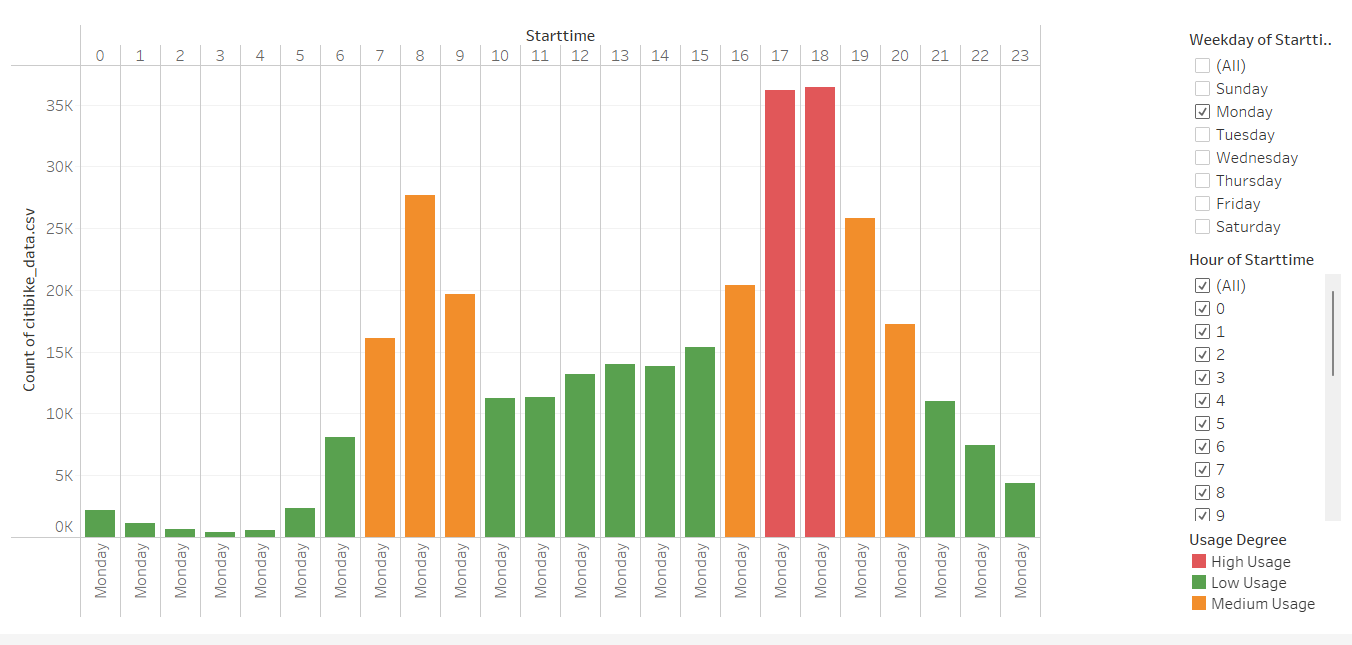 Starttime
0 1 2 3 4 5 6 7 8 9 10 11 12 13 14 15 16 17 18 19 20 21 22 23
Count of citibike_data.csv
35K
30K
25K
20K
15K
10K
5K
0K
Monday Monday Monday Monday Monday Monday Monday Monday Monday Monday Monday Monday Monday Monday Monday Monday Monday Monday Monday Monday Monday Monday Monday Monday
Weekday of Startti..
(All)
Sunday
Monday
Tuesday
Wednesday
Thursday
Friday
Saturday
Hour of Starttime
(All)
0
1
2
3
4
5
6
7
8
9
Usage Degree
High Usage
Low Usage
Medium Usage